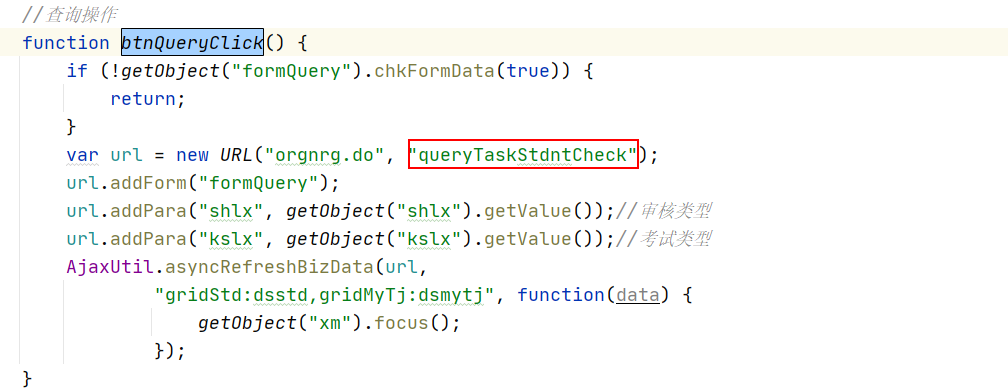 //查询操作
function btnQueryClick() {
    if (!getObject("formQuery").chkFormData(true)) {
        return;
    }
    var url = new URL("orgnrg.do", "queryTaskStdntCheck");
    url.addForm("formQuery");
    url.addPara("shlx", getObject("shlx").getValue());//审核类型
    url.addPara("kslx", getObject("kslx").getValue());//考试类型
    AjaxUtil.asyncRefreshBizData(url,
            "gridStd:dsstd,gridMyTj:dsmytj", function(data) {
                getObject("xm").focus();
            });
}